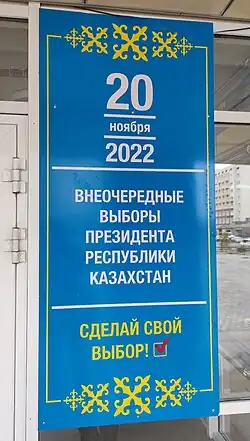 20
ноября
2022
ВНЕОЧЕРЕДНЫЕ
ВЫБОРЫ
ПРЕЗИДЕНТА
РЕСПУБЛИКИ
КАЗАХСТАН
СДЕЛАЙ СВОЙ
ВЫБОР!